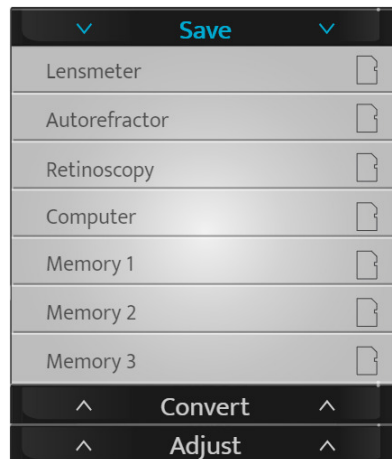 Save
Lensmeter
Autorefractor
Retinoscopy
Computer
Memory 1
Memory 2
Memory 3
Convert
Adjust